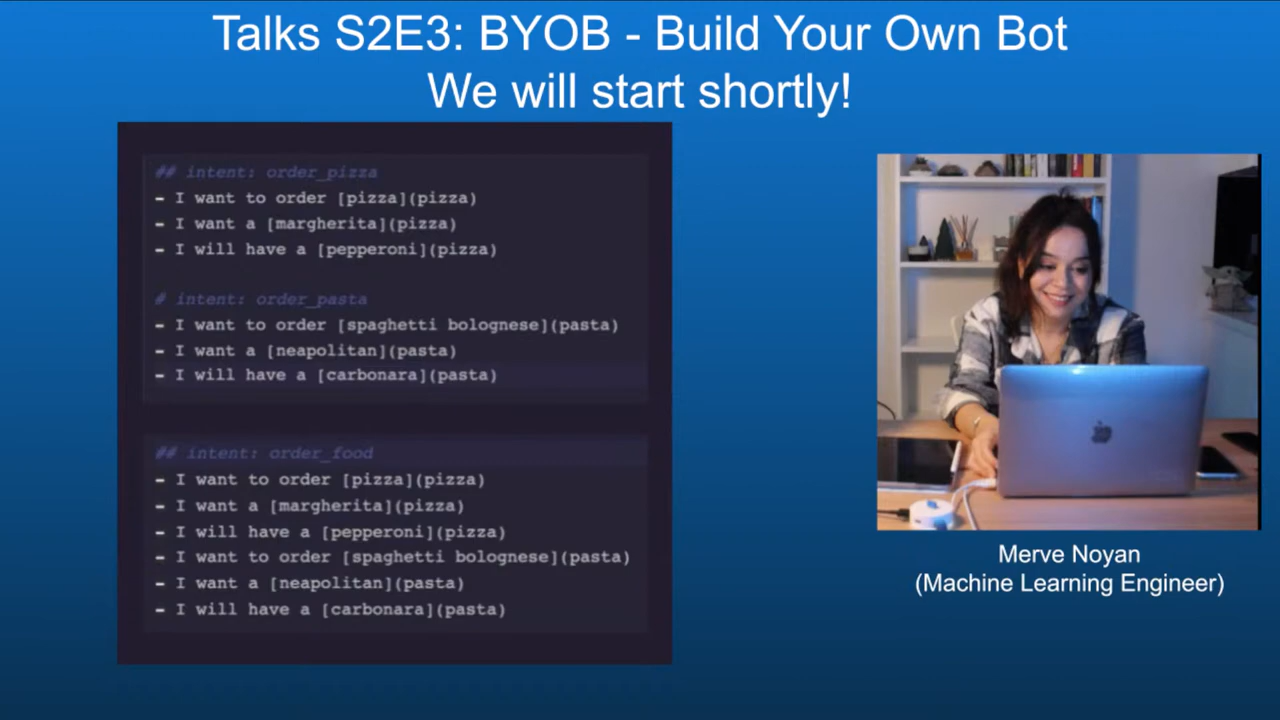 Talks S2E3: BYOB - Build Your Own Bot
We will start shortly!
## intent: order_pizza
- I want to order [pizza](pizza)
- I want a [margherita](pizza)
- I will have a [pepperoni](pizza)
# intent: order_pasta
- I want to order [spaghetti bolognese](pasta)
- I want a [neapolitan](pasta)
- I will have a [carbonara](pasta)
## intent: order_food
- I want to order [pizza](pizza)
- I want a [margherita](pizza)
- I will have a [pepperoni](pizza)
- I want to order [spaghetti bolognese](pasta)
- I want a [neapolitan](pasta)
- I will have a [carbonara](pasta)
Merve Noyan
(Machine Learning Engineer)